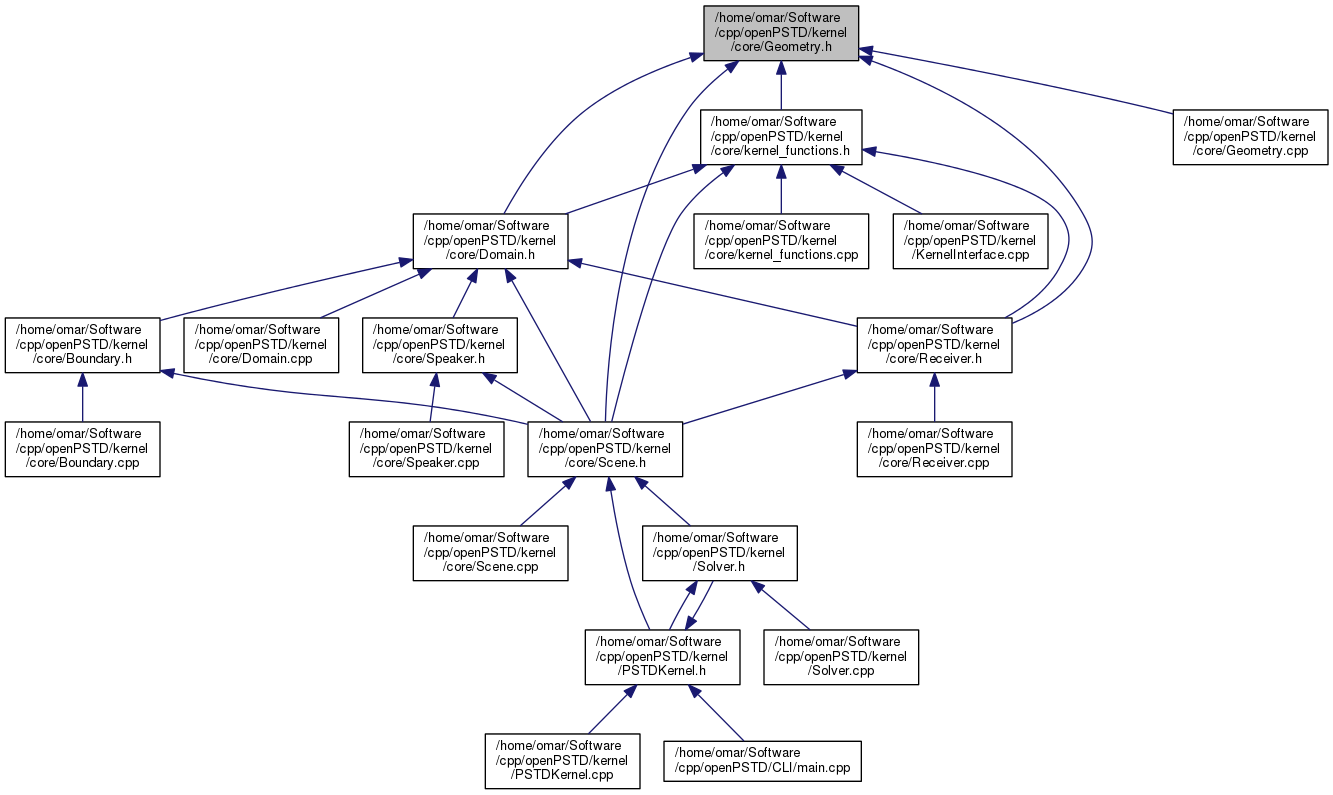 /home/omar/Software
/cpp/openPSTD/kernel
/core/Geometry.h
/home/omar/Software
/cpp/openPSTD/kernel
/core/kernel_functions.h
/home/omar/Software
/cpp/openPSTD/kernel
/core/Geometry.cpp
/home/omar/Software
/cpp/openPSTD/kernel
/core/Domain.h
/home/omar/Software
/cpp/openPSTD/kernel
/core/kernel_functions.cpp
/home/omar/Software
/cpp/openPSTD/kernel
/KernelInterface.cpp
/home/omar/Software
/cpp/openPSTD/kernel
/core/Boundary.h
/home/omar/Software
/cpp/openPSTD/kernel
/core/Domain.cpp
/home/omar/Software
/cpp/openPSTD/kernel
/core/Speaker.h
/home/omar/Software
/cpp/openPSTD/kernel
/core/Receiver.h
/home/omar/Software
/cpp/openPSTD/kernel
/core/Boundary.cpp
/home/omar/Software
/cpp/openPSTD/kernel
/core/Speaker.cpp
/home/omar/Software
/cpp/openPSTD/kernel
/core/Scene.h
/home/omar/Software
/cpp/openPSTD/kernel
/core/Receiver.cpp
/home/omar/Software
/cpp/openPSTD/kernel
/core/Scene.cpp
/home/omar/Software
/cpp/openPSTD/kernel
/Solver.h
/home/omar/Software
/cpp/openPSTD/kernel
/PSTDKernel.h
/home/omar/Software
/cpp/openPSTD/kernel
/Solver.cpp
/home/omar/Software
/cpp/openPSTD/kernel
/PSTDKernel.cpp
/home/omar/Software
/cpp/openPSTD/CLI/main.cpp